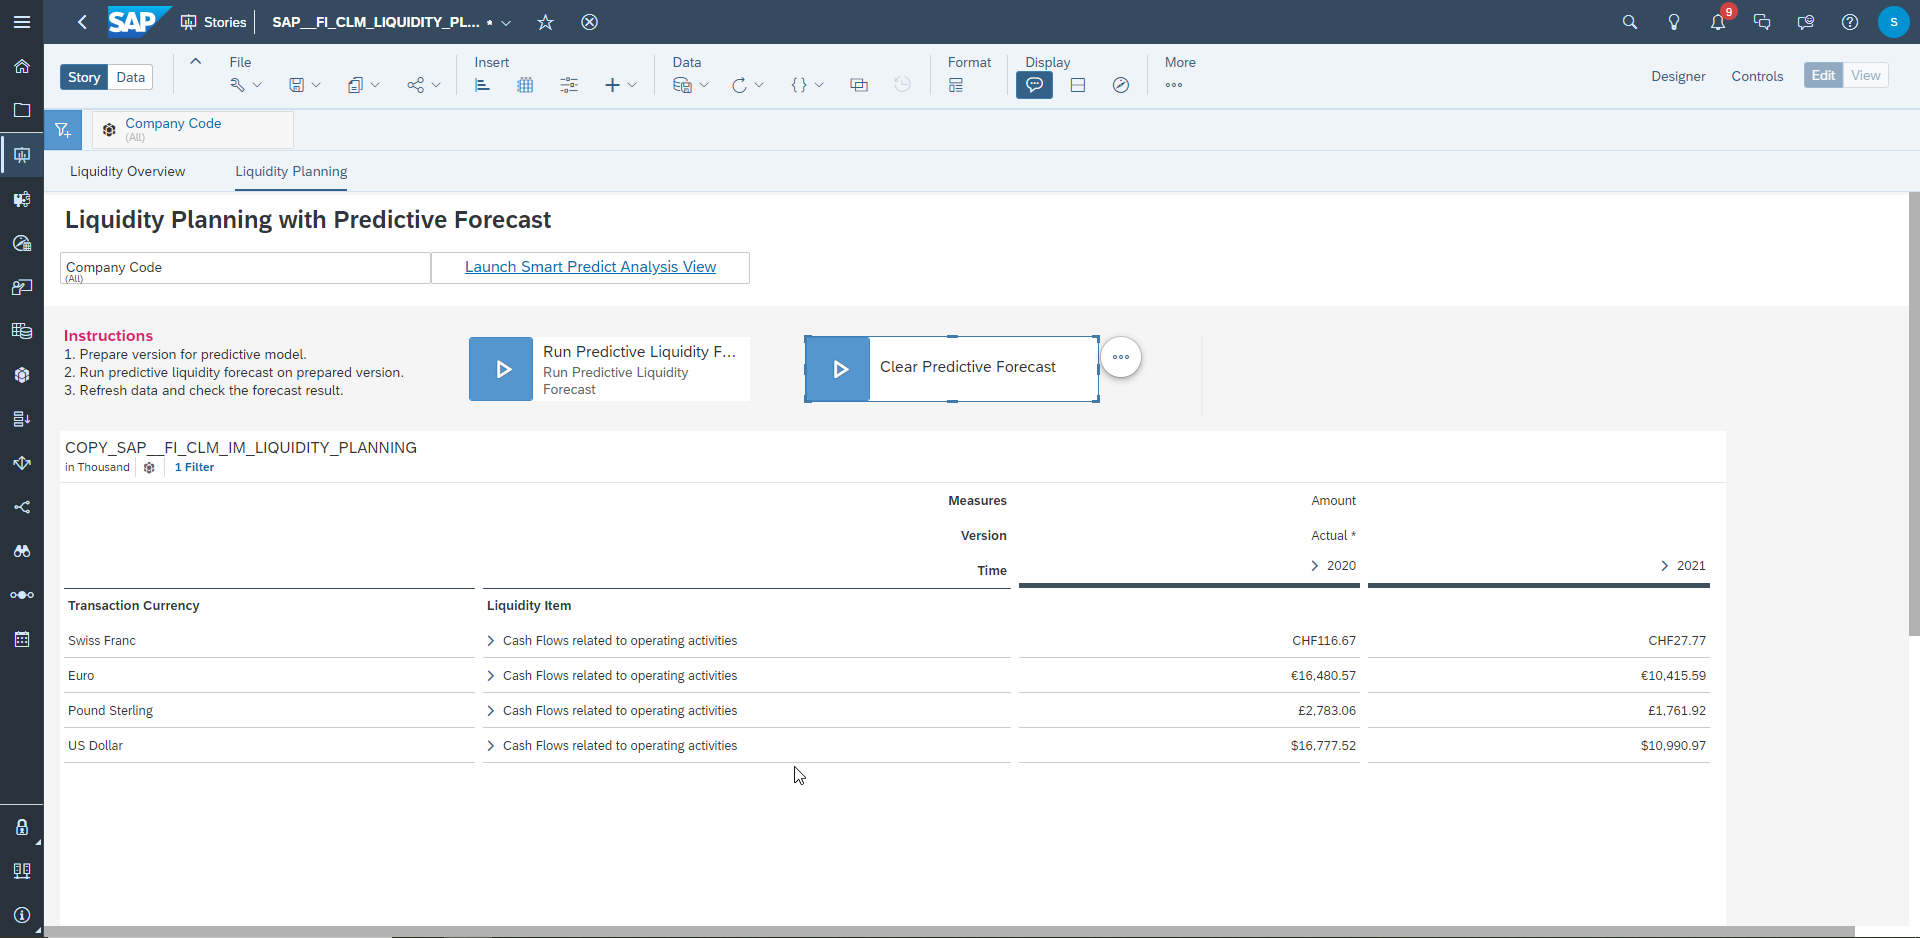 SAP Stories SAP__FI_CLM_LIQUIDITY_PL... * 9 S
Story Data File Insert Data Format Display More Designer Controls Edit View
Company Code
(All)
Liquidity Overview Liquidity Planning
Liquidity Planning with Predictive Forecast
Company Code
(All)
Launch Smart Predict Analysis View
Instructions
1. Prepare version for predictive model.
2. Run predictive liquidity forecast on prepared version.
3. Refresh data and check the forecast result.
Run Predictive Liquidity F...
Run Predictive Liquidity
Forecast
Clear Predictive Forecast
COPY_SAP__FI_CLM_IM_LIQUIDITY_PLANNING
in Thousand 1 Filter
Measures Amount
Version Actual *
Time 2020 2021
Transaction Currency Liquidity Item
Swiss Franc Cash Flows related to operating activities CHF116.67 CHF27.77
Euro Cash Flows related to operating activities €16,480.57 €10,415.59
Pound Sterling Cash Flows related to operating activities £2,783.06 £1,761.92
US Dollar Cash Flows related to operating activities $16,777.52 $10,990.97